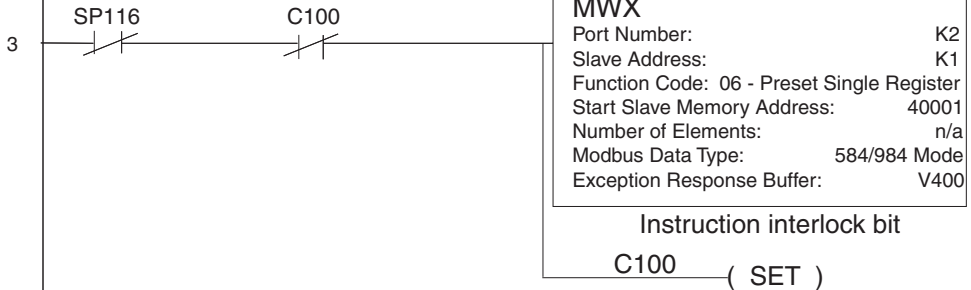 SP116 C100 MWX
3
Port Number: K2
Slave Address: K1
Function Code: 06 - Preset Single Register
Start Slave Memory Address: 40001
Number of Elements: n/a
Modbus Data Type: 584/984 Mode
Exception Response Buffer: V400
Instruction interlock bit
C100
( SET )